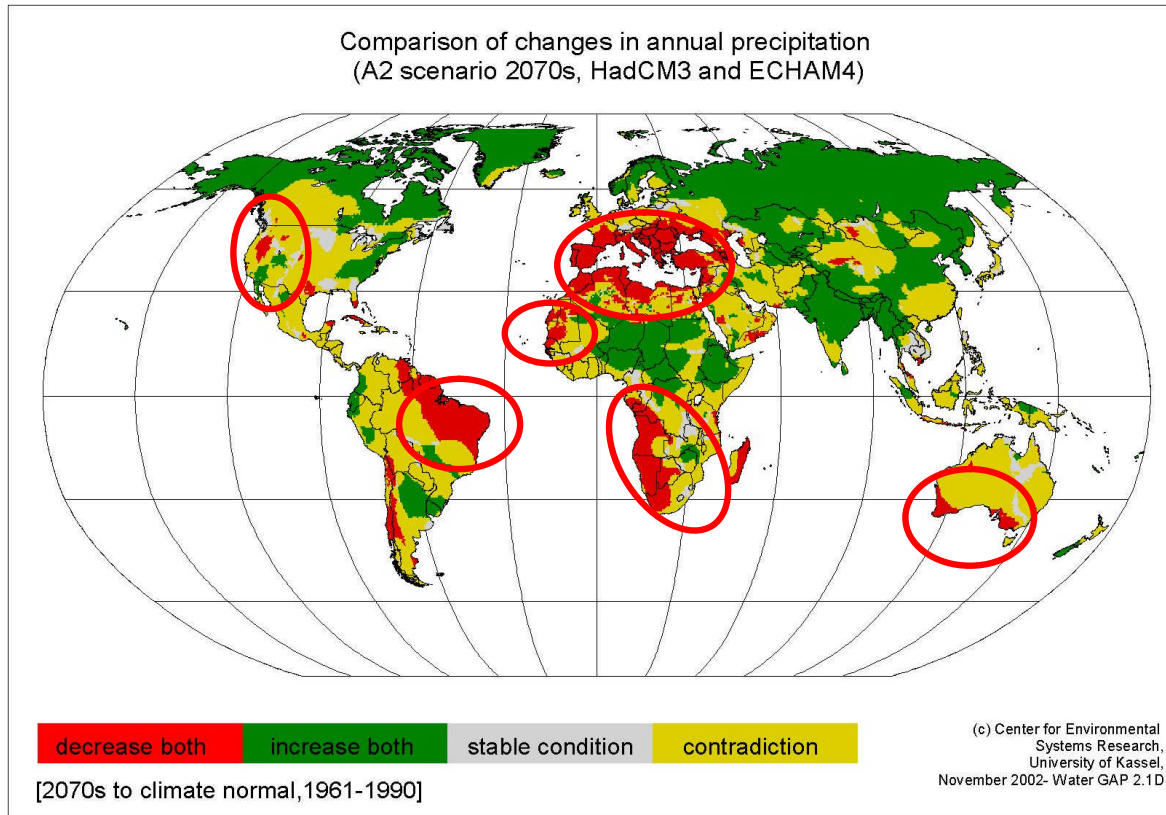 Comparison of changes in annual precipitation
(A2 scenario 2070s, HadCM3 and ECHAM4)
decrease both
increase both
stable condition
contradiction
[2070s to climate normal,1961-1990]
(c) Center for Environmental
Systems Research,
University of Kassel,
November 2002- Water GAP 2.1D